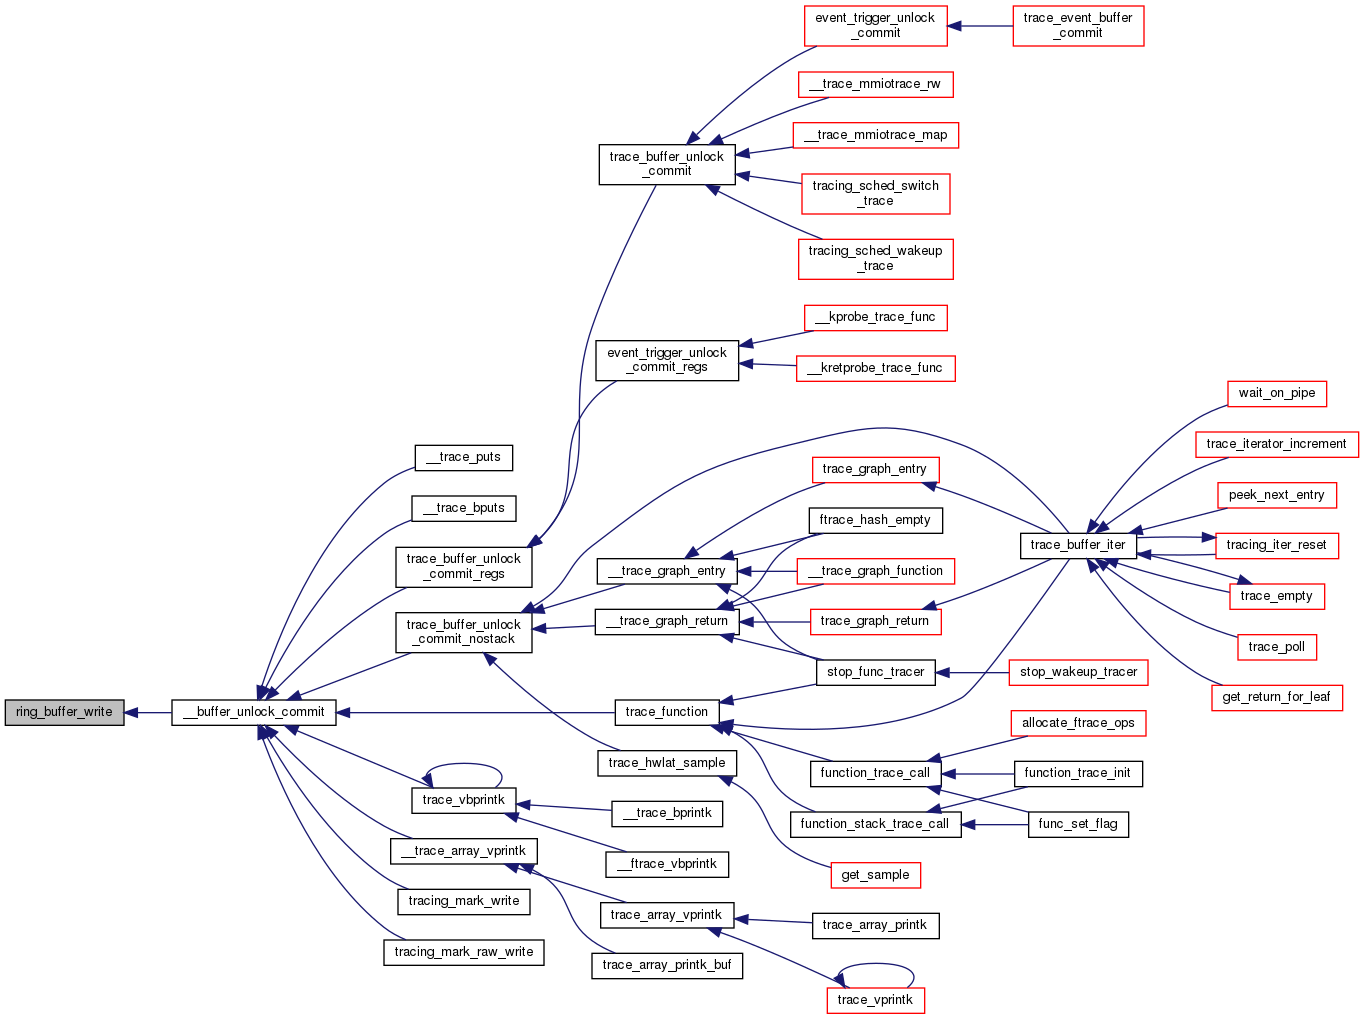 event_trigger_unlock
_commit
trace_event_buffer
_commit
__trace_mmiotrace_rw
__trace_mmiotrace_map
trace_buffer_unlock
_commit
tracing_sched_switch
_trace
tracing_sched_wakeup
_trace
__kprobe_trace_func
event_trigger_unlock
_commit_regs
__kretprobe_trace_func
wait_on_pipe
trace_iterator_increment
__trace_puts
trace_graph_entry
peek_next_entry
__trace_bputs
ftrace_hash_empty
trace_buffer_iter
tracing_iter_reset
trace_buffer_unlock
_commit_regs
__trace_graph_entry
__trace_graph_function
trace_empty
trace_buffer_unlock
_commit_nostack
__trace_graph_return
trace_graph_return
trace_poll
stop_func_tracer
stop_wakeup_tracer
get_return_for_leaf
ring_buffer_write
__buffer_unlock_commit
trace_function
allocate_ftrace_ops
trace_hwlat_sample
function_trace_call
function_trace_init
trace_vbprintk
__trace_bprintk
function_stack_trace_call
func_set_flag
__trace_array_vprintk
__ftrace_vbprintk
get_sample
tracing_mark_write
trace_array_vprintk
trace_array_printk
tracing_mark_raw_write
trace_array_printk_buf
trace_vprintk